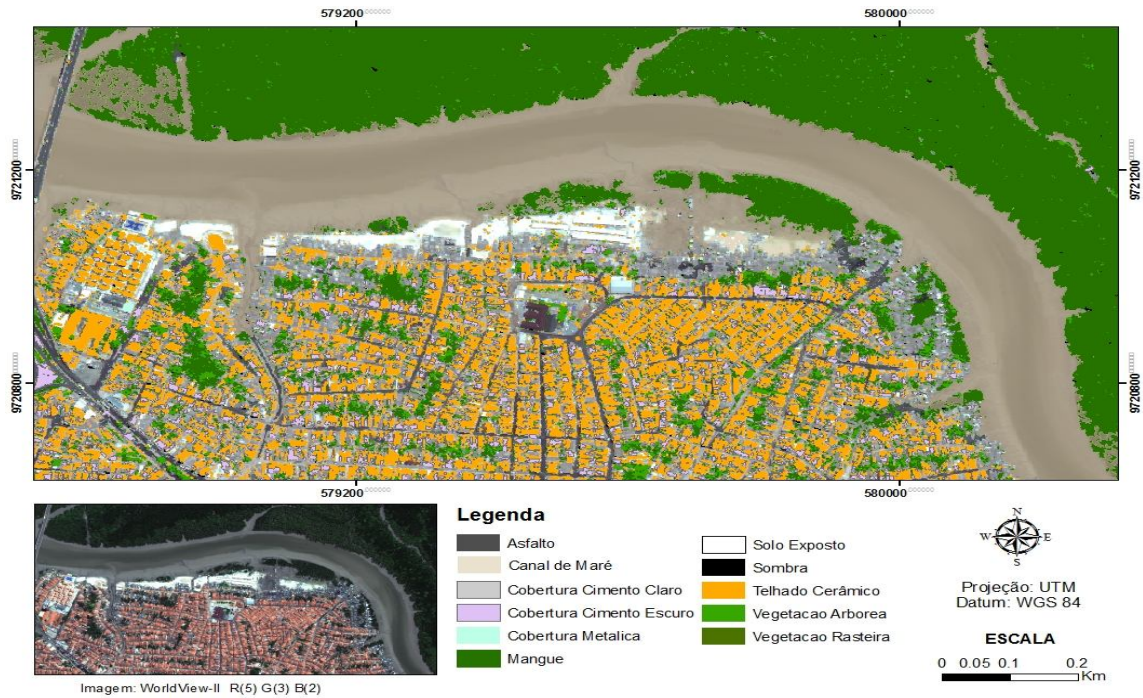 579200
580000
9721200
9721200
9720800
9720800
579200
580000
Legenda
Asfalto
Canal de Maré
Cobertura Cimento Claro
Cobertura Cimento Escuro
Cobertura Metalica
Mangue
Solo Exposto
Sombra
Telhado Cerâmico
Vegetacao Arborea
Vegetacao Rasteira
N
W
E
S
Projeção: UTM
Datum: WGS 84
ESCALA
0 0.05 0.1 0.2
Km
Imagem: WorldView-II R(5) G(3) B(2)